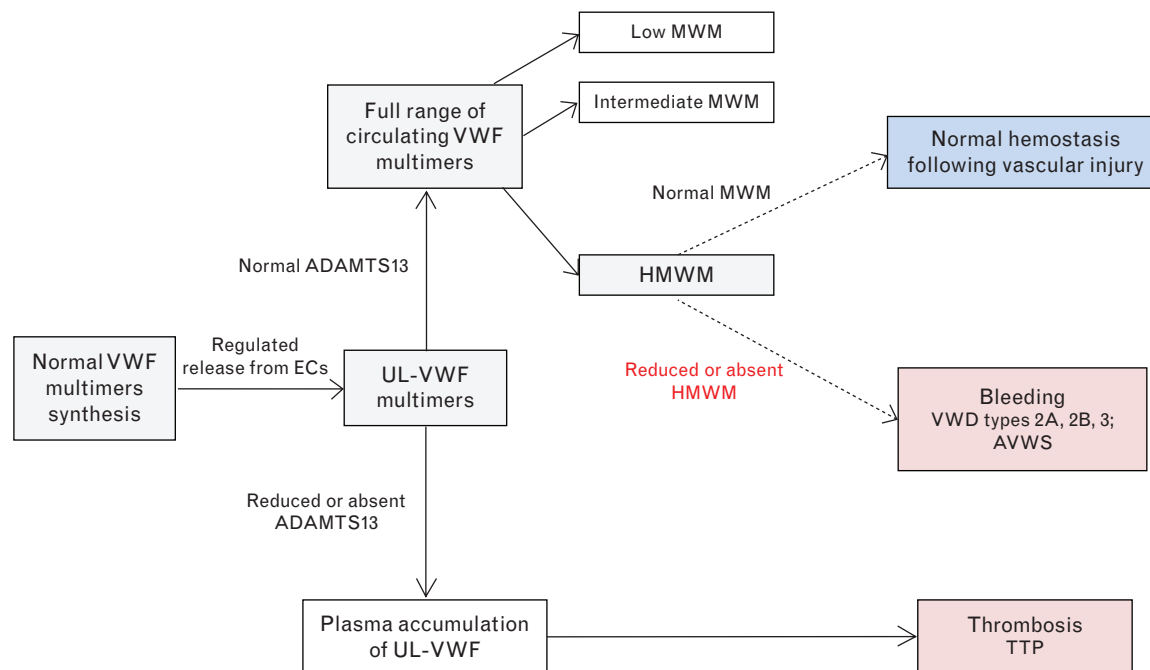 Low MWM
Intermediate MWM
Full range of
circulating VWF
multimers
Normal hemostasis
following vascular injury
Normal MWM
Normal ADAMTS13
HMWM
Regulated
release from ECs
Normal VWF
multimers
synthesis
UL-VWF
multimers
Reduced or absent
HMWM
Bleeding
VWD types 2A, 2B, 3;
AVWS
Reduced or absent
ADAMTS13
Plasma accumulation
of UL-VWF
Thrombosis
TTP